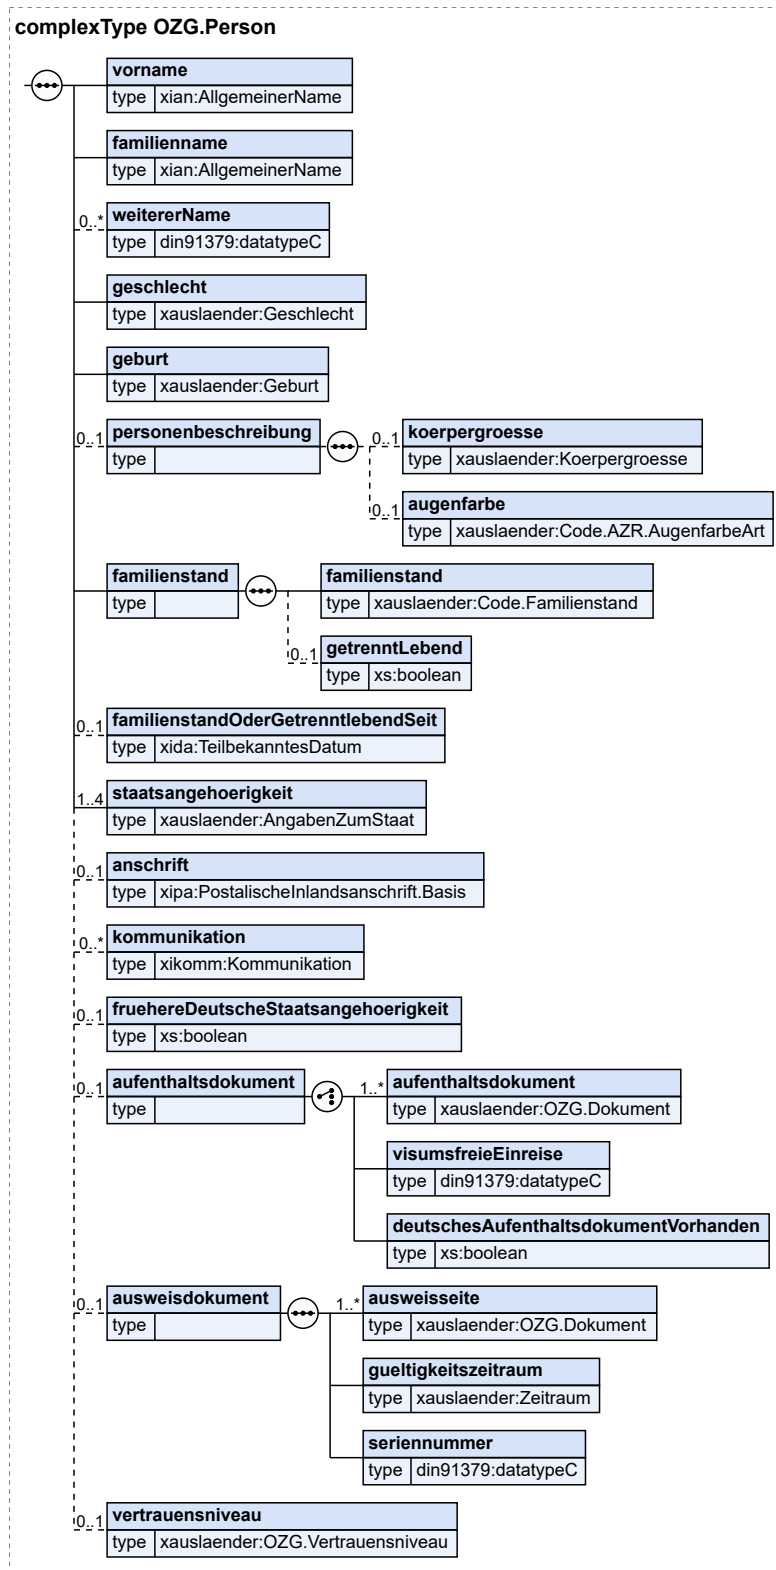 complexType OZG.Person
vorname
type xian:AllgemeinerName
familienname
type xian:AllgemeinerName
0..* weitererName
type din91379:datatypeC
geschlecht
type xauslaender:Geschlecht
geburt
type xauslaender:Geburt
0..1 personenbeschreibung
type
0..1 koerpergroesse
type xauslaender:Koerpergroesse
0..1 augenfarbe
type xauslaender:Code.AZR.AugenfarbeArt
familienstand
type
familienstand
type xauslaender:Code.Familienstand
0..1 getrenntLebend
type xs:boolean
0..1 familienstandOderGetrenntlebendSeit
type xida:TeilbekanntesDatum
1..4 staatsangehoerigkeit
type xauslaender:AngabenZumStaat
0..1 anschrift
type xipa:PostalischeInlandsanschrift.Basis
0..* kommunikation
type xikomm:Kommunikation
0..1 fruehereDeutscheStaatsangehoerigkeit
type xs:boolean
0..1 aufenthaltsdokument
type
1..* aufenthaltsdokument
type xauslaender:OZG.Dokument
visumsfreieEinreise
type din91379:datatypeC
deutschesAufenthaltsdokumentVorhanden
type xs:boolean
0..1 ausweisdokument
type
1..* ausweisseite
type xauslaender:OZG.Dokument
gueltigkeitszeitraum
type xauslaender:Zeitraum
seriennummer
type din91379:datatypeC
0..1 vertrauensniveau
type xauslaender:OZG.Vertrauensniveau